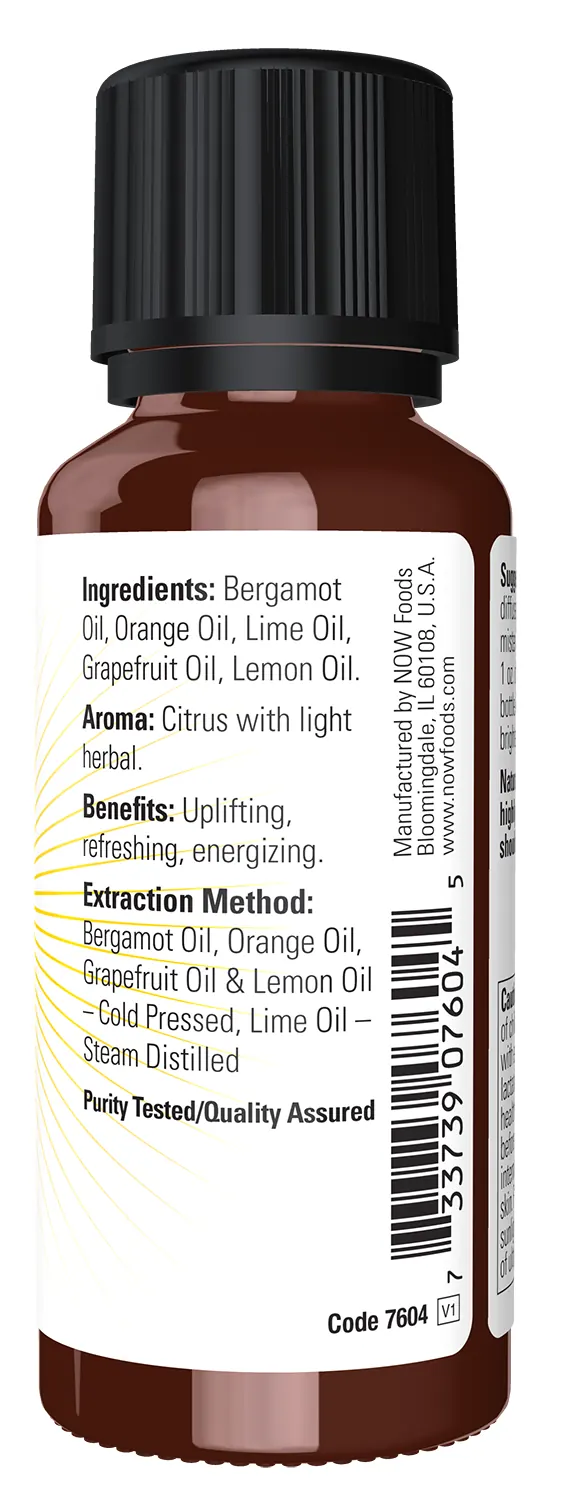 Ingredients: Bergamot
Oil, Orange Oil, Lime Oil,
Grapefruit Oil, Lemon Oil.
Aroma: Citrus with light
herbal.
Benefits: Uplifting,
refreshing, energizing.
Extraction Method:
Bergamot Oil, Orange Oil,
Grapefruit Oil & Lemon Oil
– Cold Pressed, Lime Oil –
Steam Distilled
Purity Tested/Quality Assured
Manufactured by NOW Foods
Bloomingdale, IL 60108, U.S.A.
www.nowfoods.com
7 33739 07604 5
Code 7604 V1
1 oz.
of